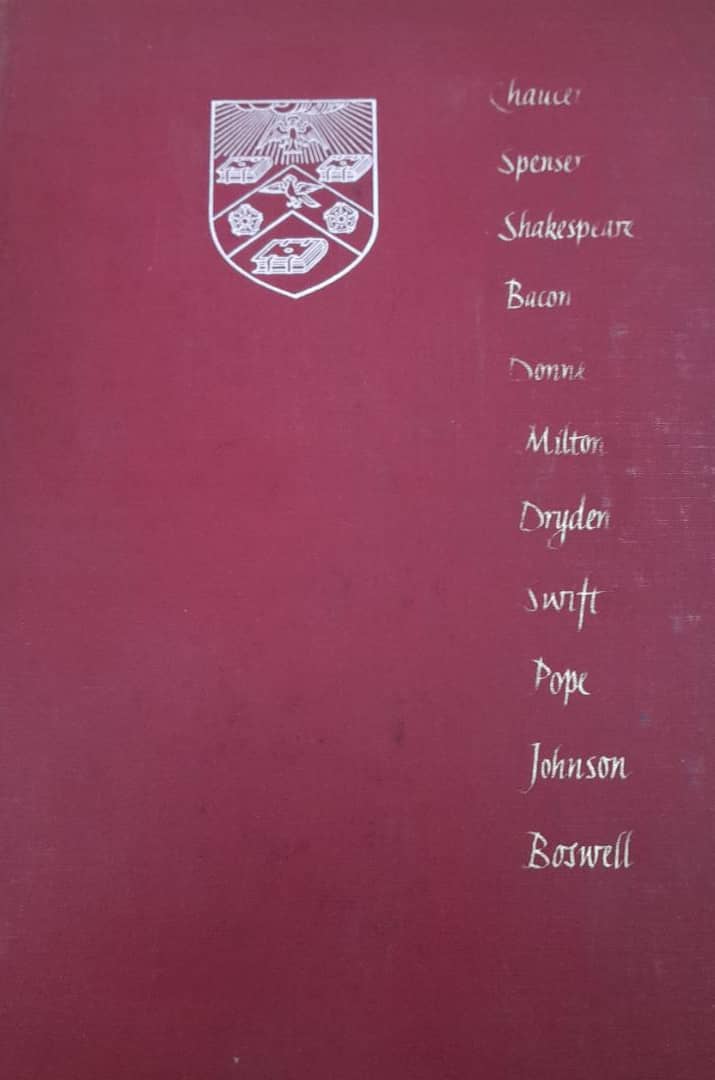 Chaucer
Spenser
Shakespeare
Bacon
Donne
Milton
Dryden
Swift
Pope
Johnson
Boswell